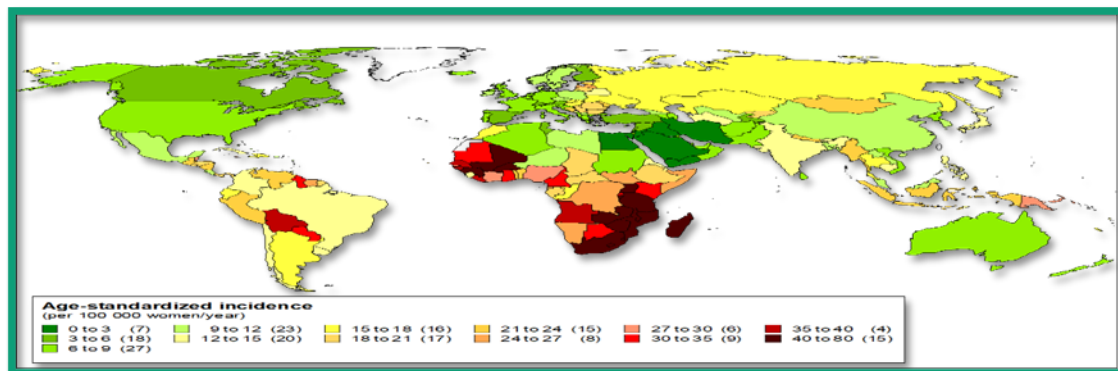 Age-standardized incidence
(per 100 000 women/year)
0 to 3 (7) 9 to 12 (23) 15 to 18 (16) 21 to 24 (15) 27 to 30 (6) 35 to 40 (4)
3 to 6 (18) 12 to 15 (20) 18 to 21 (17) 24 to 27 (8) 30 to 35 (9) 40 to 80 (15)
6 to 9 (27)